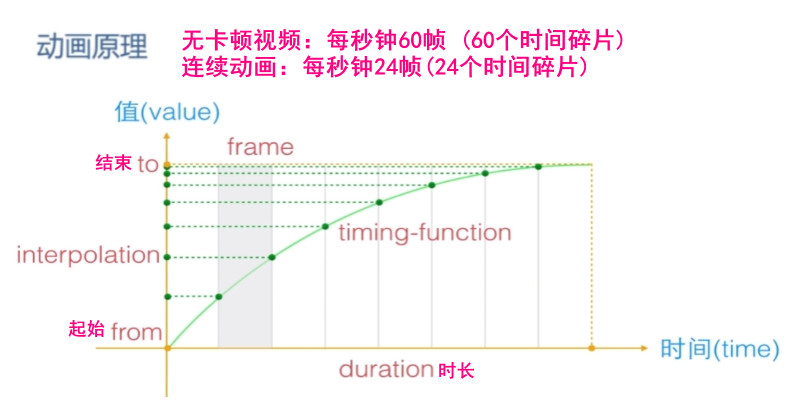 动画原理
无卡顿视频：每秒钟60帧 (60个时间碎片)
连续动画：每秒钟24帧(24个时间碎片)
值(value)
frame
结束 to
timing-function
interpolation
起始 from
时间(time)
duration 时长